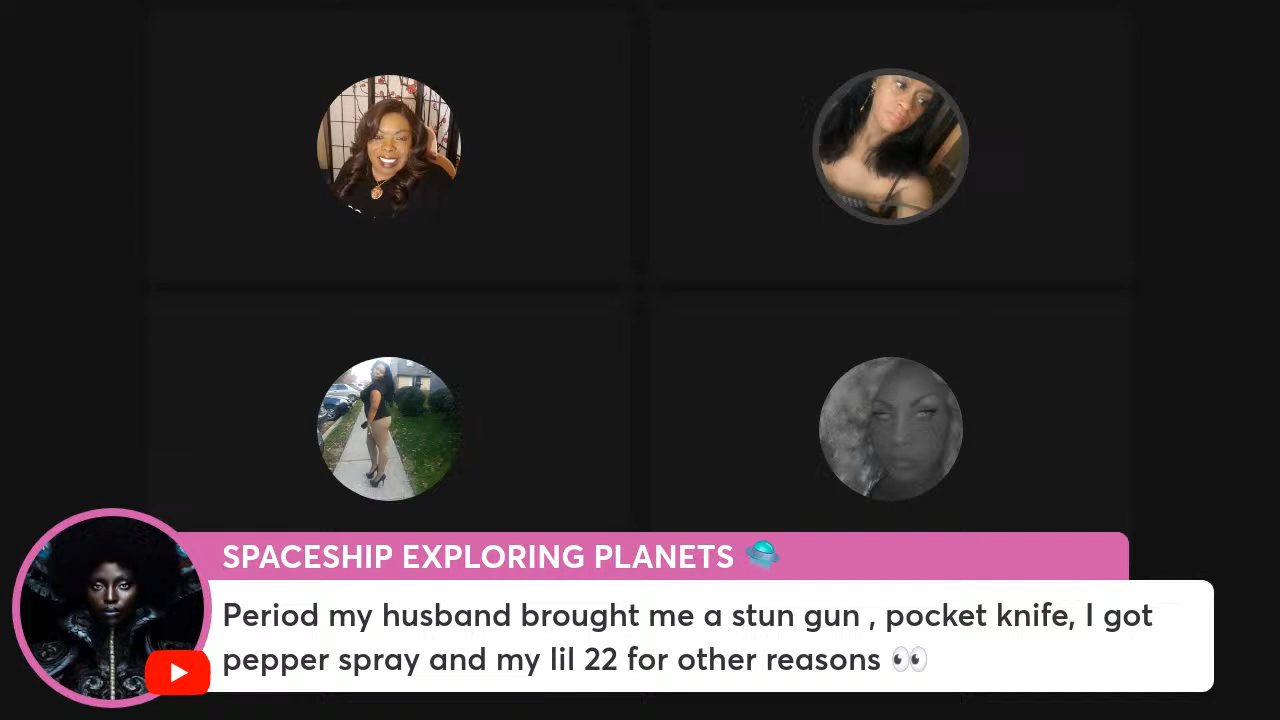 SPACESHIP EXPLORING PLANETS 🛸
Period my husband brought me a stun gun , pocket knife, I got
pepper spray and my lil 22 for other reasons 👀